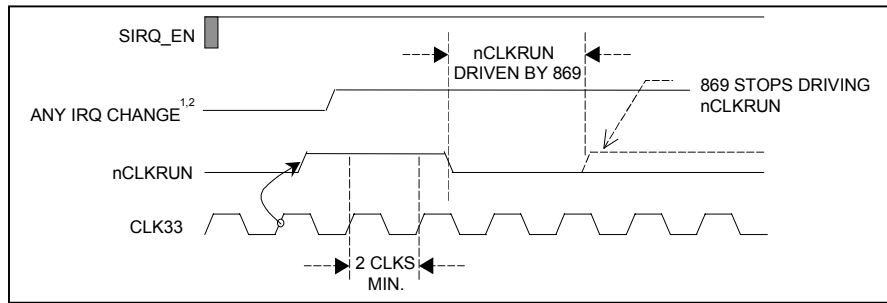 SIRQ_EN
nCLKRUN
DRIVEN BY 869
869 STOPS DRIVING
nCLKRUN
ANY IRQ CHANGE1,2
nCLKRUN
CLK33
2 CLKS
MIN.